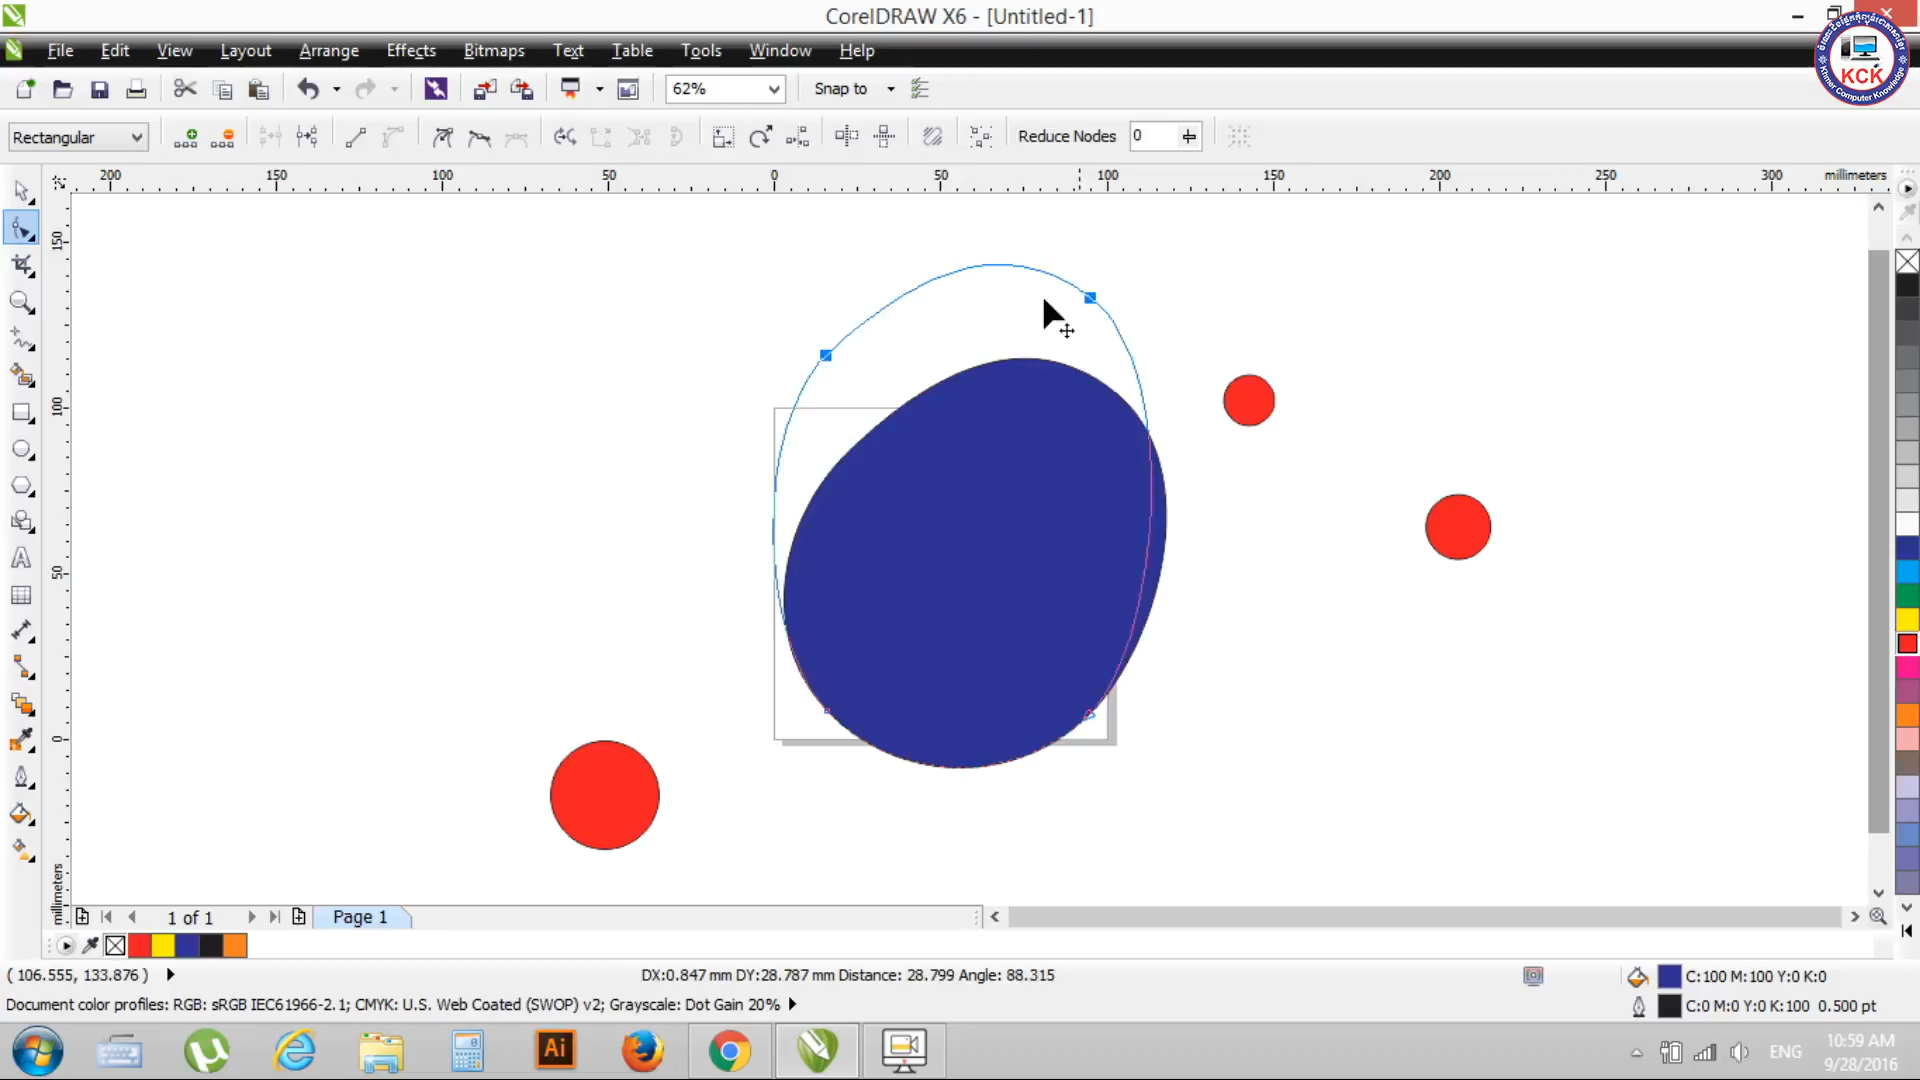 CorelDRAW X6 - [Untitled-1]
File Edit View Layout Arrange Effects Bitmaps Text Table Tools Window Help
62% Snap to
Rectangular Reduce Nodes 0
200 150 100 50 0 50 100 150 200 250 300 millimeters
150
100
50
0
millimeters
KCK
Khmer Computer Knowledge
1 of 1 Page 1
( 106.555, 133.876 ) DX:0.847 mm DY:28.787 mm Distance: 28.799 Angle: 88.315 C:100 M:100 Y:0 K:0
Document color profiles: RGB: sRGB IEC61966-2.1; CMYK: U.S. Web Coated (SWOP) v2; Grayscale: Dot Gain 20% C:0 M:0 Y:0 K:100 0.500 pt
Ai
ENG 10:59 AM
9/28/2016